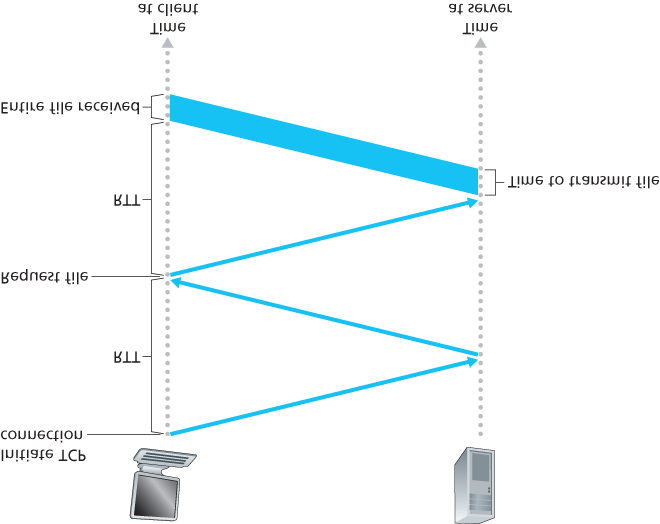 Initiate TCP
connection
RTT
Request file
RTT
Time to transmit file
Entire file received
Time
at client
Time
at server